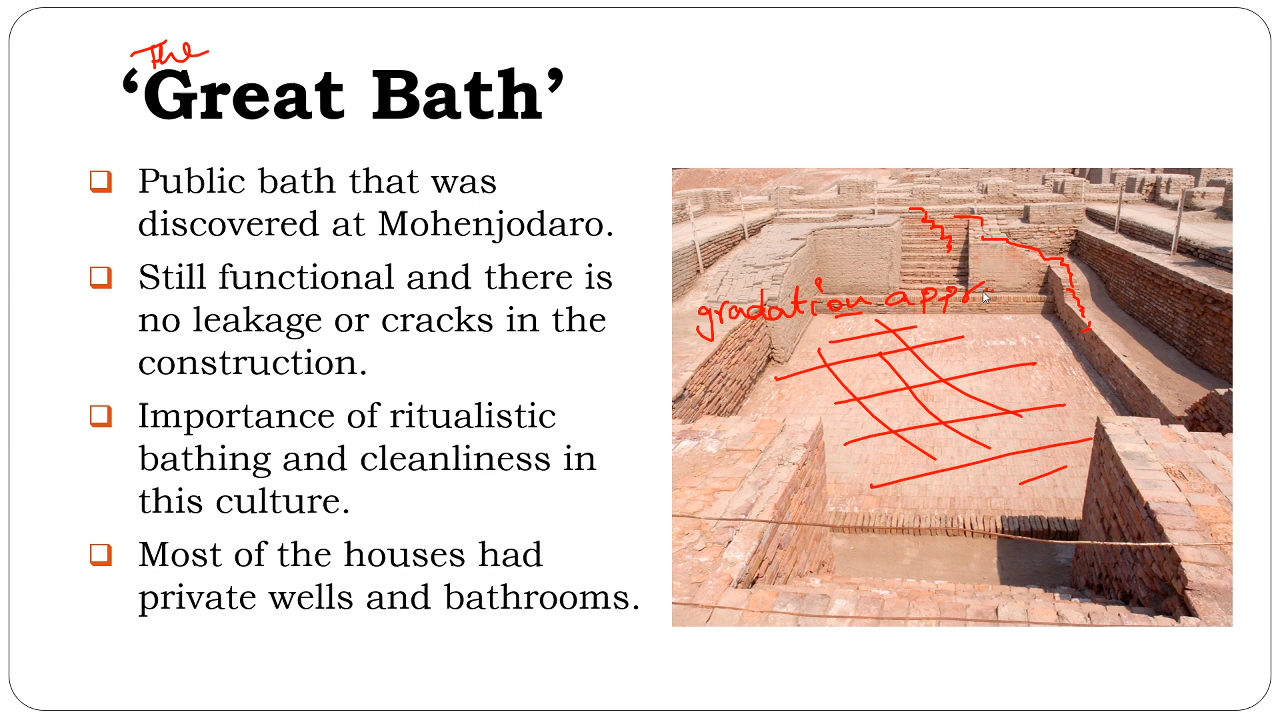 The
‘Great Bath’
Public bath that was
discovered at Mohenjodaro.
Still functional and there is
no leakage or cracks in the
construction.
Importance of ritualistic
bathing and cleanliness in
this culture.
Most of the houses had
private wells and bathrooms.
gradation appr